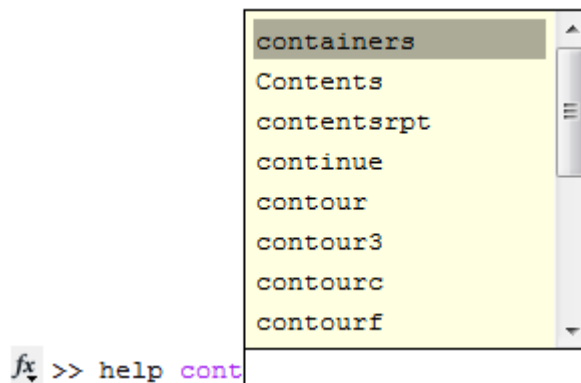 containers
Contents
contentsrpt
continue
contour
contour3
contourc
contourf
fx >> help cont